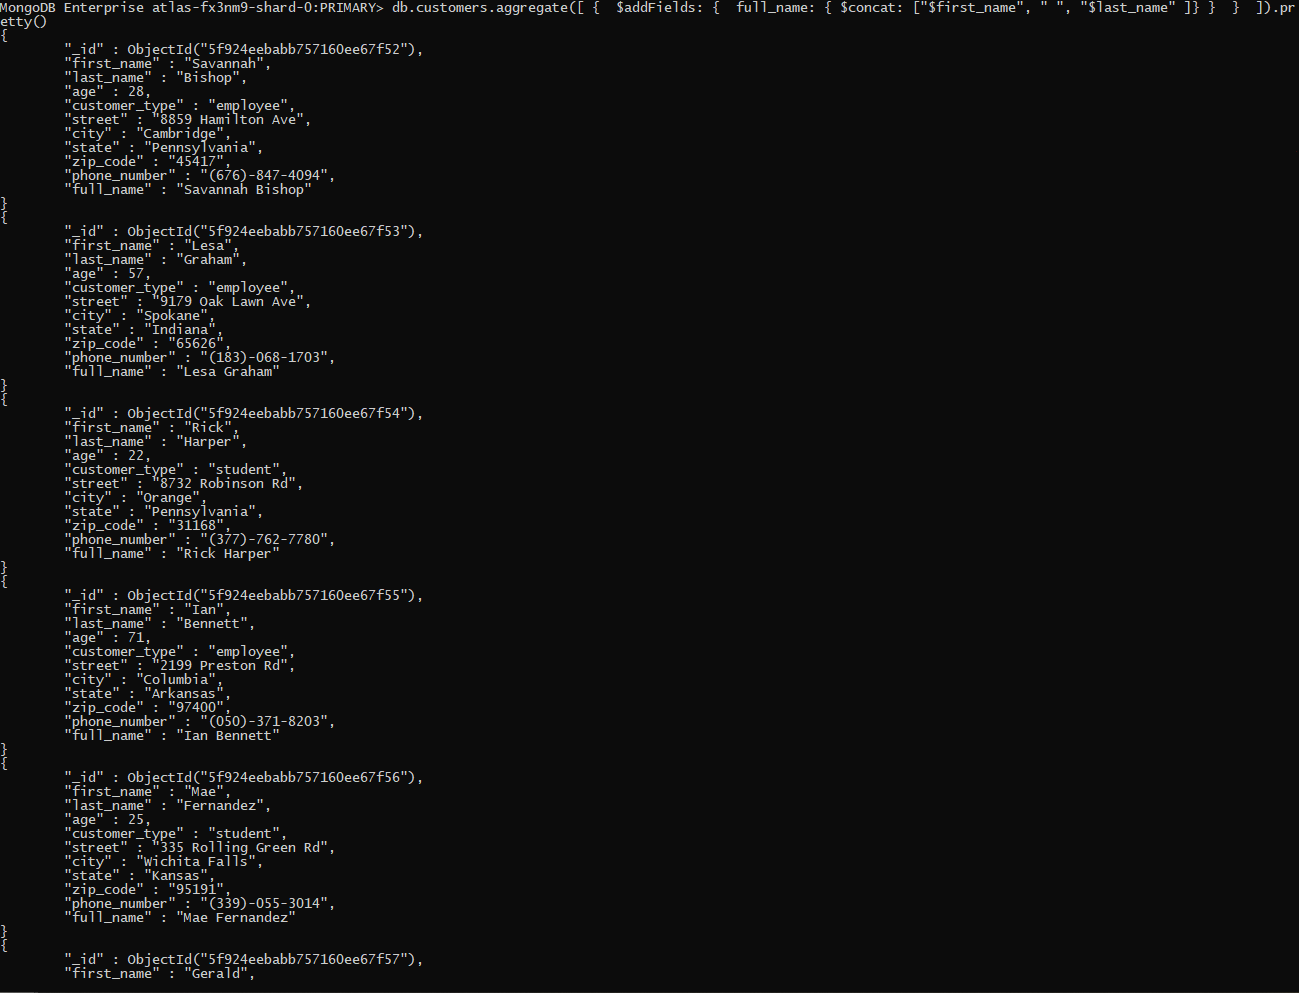 MongoDB Enterprise atlas-fx3nm9-shard-0:PRIMARY> db.customers.aggregate([ {  $addFields: {  full_name: { $concat: ["$first_name", " ", "$last_name" ]} }  }  ]).pr
etty()
{
        "_id" : ObjectId("5f924eebabb757160ee67f52"),
        "first_name" : "Savannah",
        "last_name" : "Bishop",
        "age" : 28,
        "customer_type" : "employee",
        "street" : "8859 Hamilton Ave",
        "city" : "Cambridge",
        "state" : "Pennsylvania",
        "zip_code" : "45417",
        "phone_number" : "(676)-847-4094",
        "full_name" : "Savannah Bishop"
}
{
        "_id" : ObjectId("5f924eebabb757160ee67f53"),
        "first_name" : "Lesa",
        "last_name" : "Graham",
        "age" : 57,
        "customer_type" : "employee",
        "street" : "9179 Oak Lawn Ave",
        "city" : "Spokane",
        "state" : "Indiana",
        "zip_code" : "65626",
        "phone_number" : "(183)-068-1703",
        "full_name" : "Lesa Graham"
}
{
        "_id" : ObjectId("5f924eebabb757160ee67f54"),
        "first_name" : "Rick",
        "last_name" : "Harper",
        "age" : 22,
        "customer_type" : "student",
        "street" : "8732 Robinson Rd",
        "city" : "Orange",
        "state" : "Pennsylvania",
        "zip_code" : "31168",
        "phone_number" : "(377)-762-7780",
        "full_name" : "Rick Harper"
}
{
        "_id" : ObjectId("5f924eebabb757160ee67f55"),
        "first_name" : "Ian",
        "last_name" : "Bennett",
        "age" : 71,
        "customer_type" : "employee",
        "street" : "2199 Preston Rd",
        "city" : "Columbia",
        "state" : "Arkansas",
        "zip_code" : "97400",
        "phone_number" : "(050)-371-8203",
        "full_name" : "Ian Bennett"
}
{
        "_id" : ObjectId("5f924eebabb757160ee67f56"),
        "first_name" : "Mae",
        "last_name" : "Fernandez",
        "age" : 25,
        "customer_type" : "student",
        "street" : "335 Rolling Green Rd",
        "city" : "Wichita Falls",
        "state" : "Kansas",
        "zip_code" : "95191",
        "phone_number" : "(339)-055-3014",
        "full_name" : "Mae Fernandez"
}
{
        "_id" : ObjectId("5f924eebabb757160ee67f57"),
        "first_name" : "Gerald",